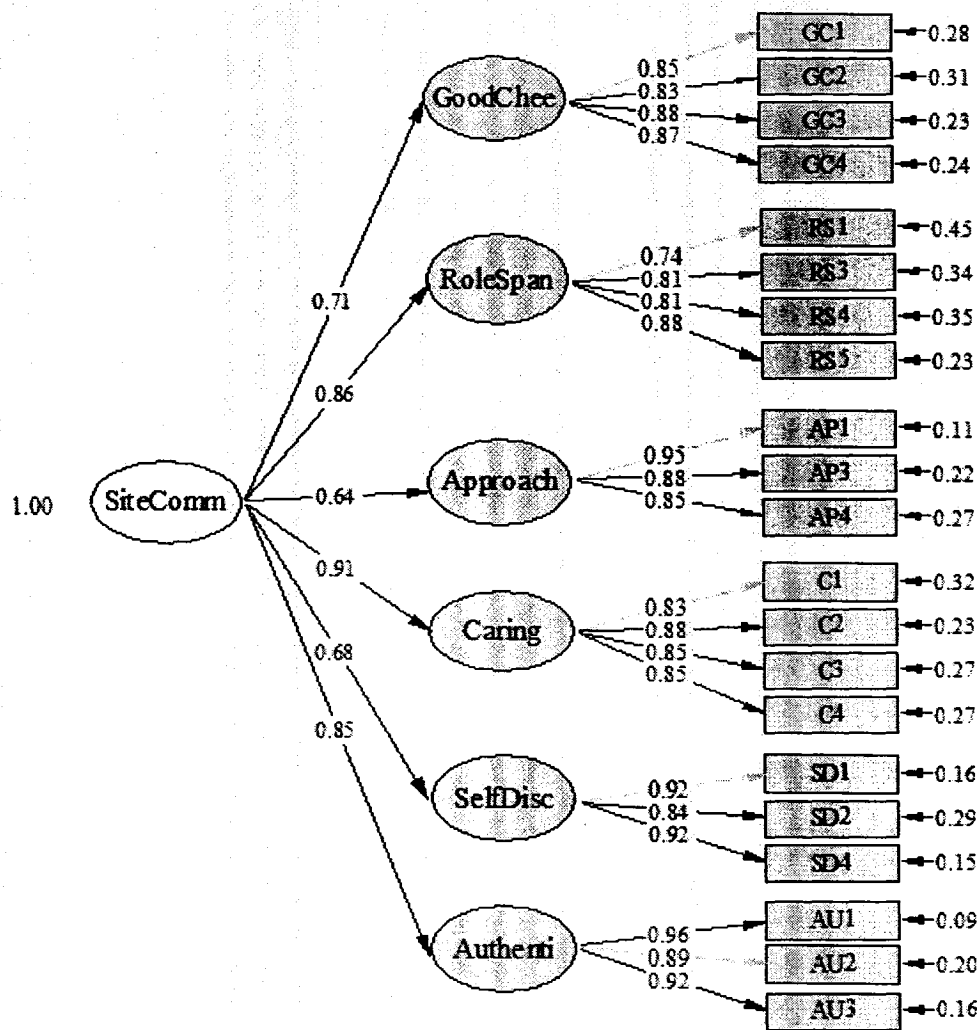 GC1 0.28
0.85
GoodChee 0.83 GC2 0.31
0.88 GC3 0.23
0.87 GC4 0.24
RS1 0.45
0.74
RoleSpan 0.81 RS3 0.34
0.71 0.81 RS4 0.35
0.88 RS5 0.23
0.86
AP1 0.11
0.95
Approach 0.88 AP3 0.22
1.00 SiteComm 0.64 0.85 AP4 0.27
0.91 C1 0.32
0.83
Caring 0.88 C2 0.23
0.68 0.85 C3 0.27
0.85 C4 0.27
0.85
SD1 0.16
0.92
SelfDisc 0.84 SD2 0.29
0.92 SD4 0.15
AU1 0.09
0.96
Authenti 0.89 AU2 0.20
0.92 AU3 0.16